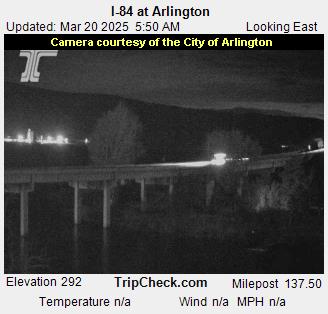 I-84 at Arlington
Updated: Mar 20 2025 5:50 AM Looking East
Camera courtesy of the City of Arlington
Elevation 292 TripCheck.com Milepost 137.50
Temperature n/a Wind n/a MPH n/a